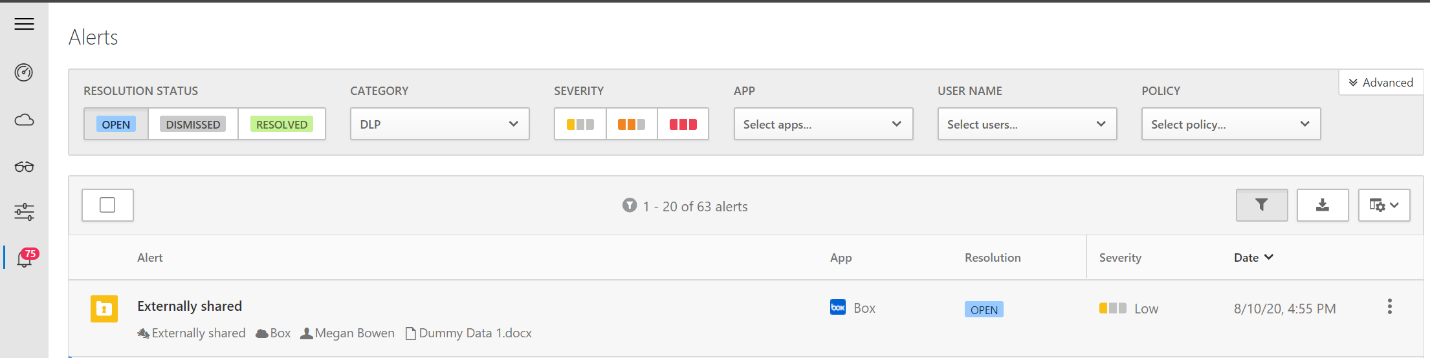 Alerts
Advanced
RESOLUTION STATUS CATEGORY SEVERITY APP USER NAME POLICY
OPEN DISMISSED RESOLVED DLP Select apps... Select users... Select policy...
1 - 20 of 63 alerts
75
Alert App Resolution Severity Date
Externally shared
box Box OPEN Low 8/10/20, 4:55 PM
Externally shared Box Megan Bowen Dummy Data 1.docx